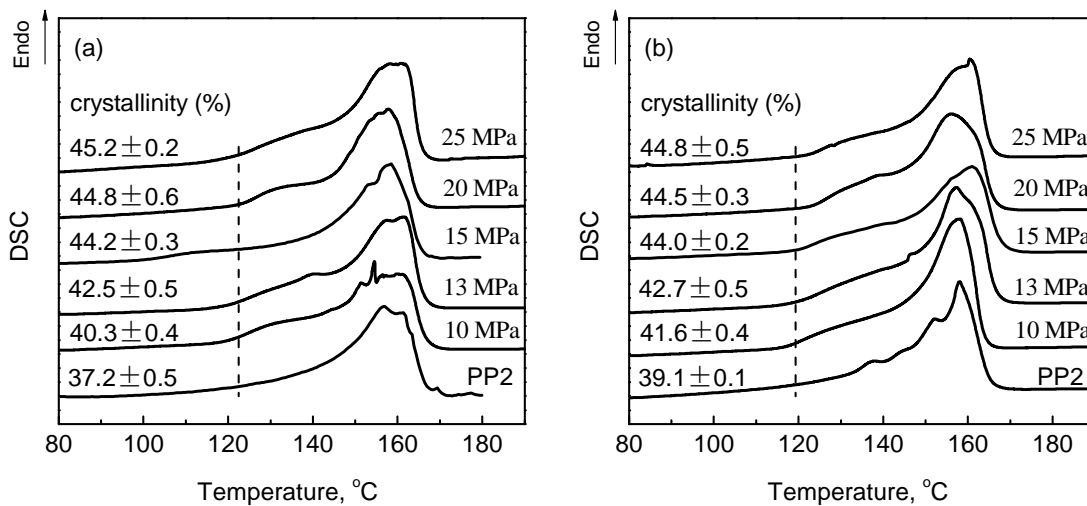 Endo
(a)
crystallinity (%)
45.2±0.2
25 MPa
44.8±0.6
20 MPa
44.2±0.3
15 MPa
42.5±0.5
13 MPa
40.3±0.4
10 MPa
37.2±0.5
PP2
DSC
80 100 120 140 160 180
Temperature, °C
Endo
(b)
crystallinity (%)
44.8±0.5
25 MPa
44.5±0.3
20 MPa
44.0±0.2
15 MPa
42.7±0.5
13 MPa
41.6±0.4
10 MPa
39.1±0.1
PP2
DSC
80 100 120 140 160 180
Temperature, °C